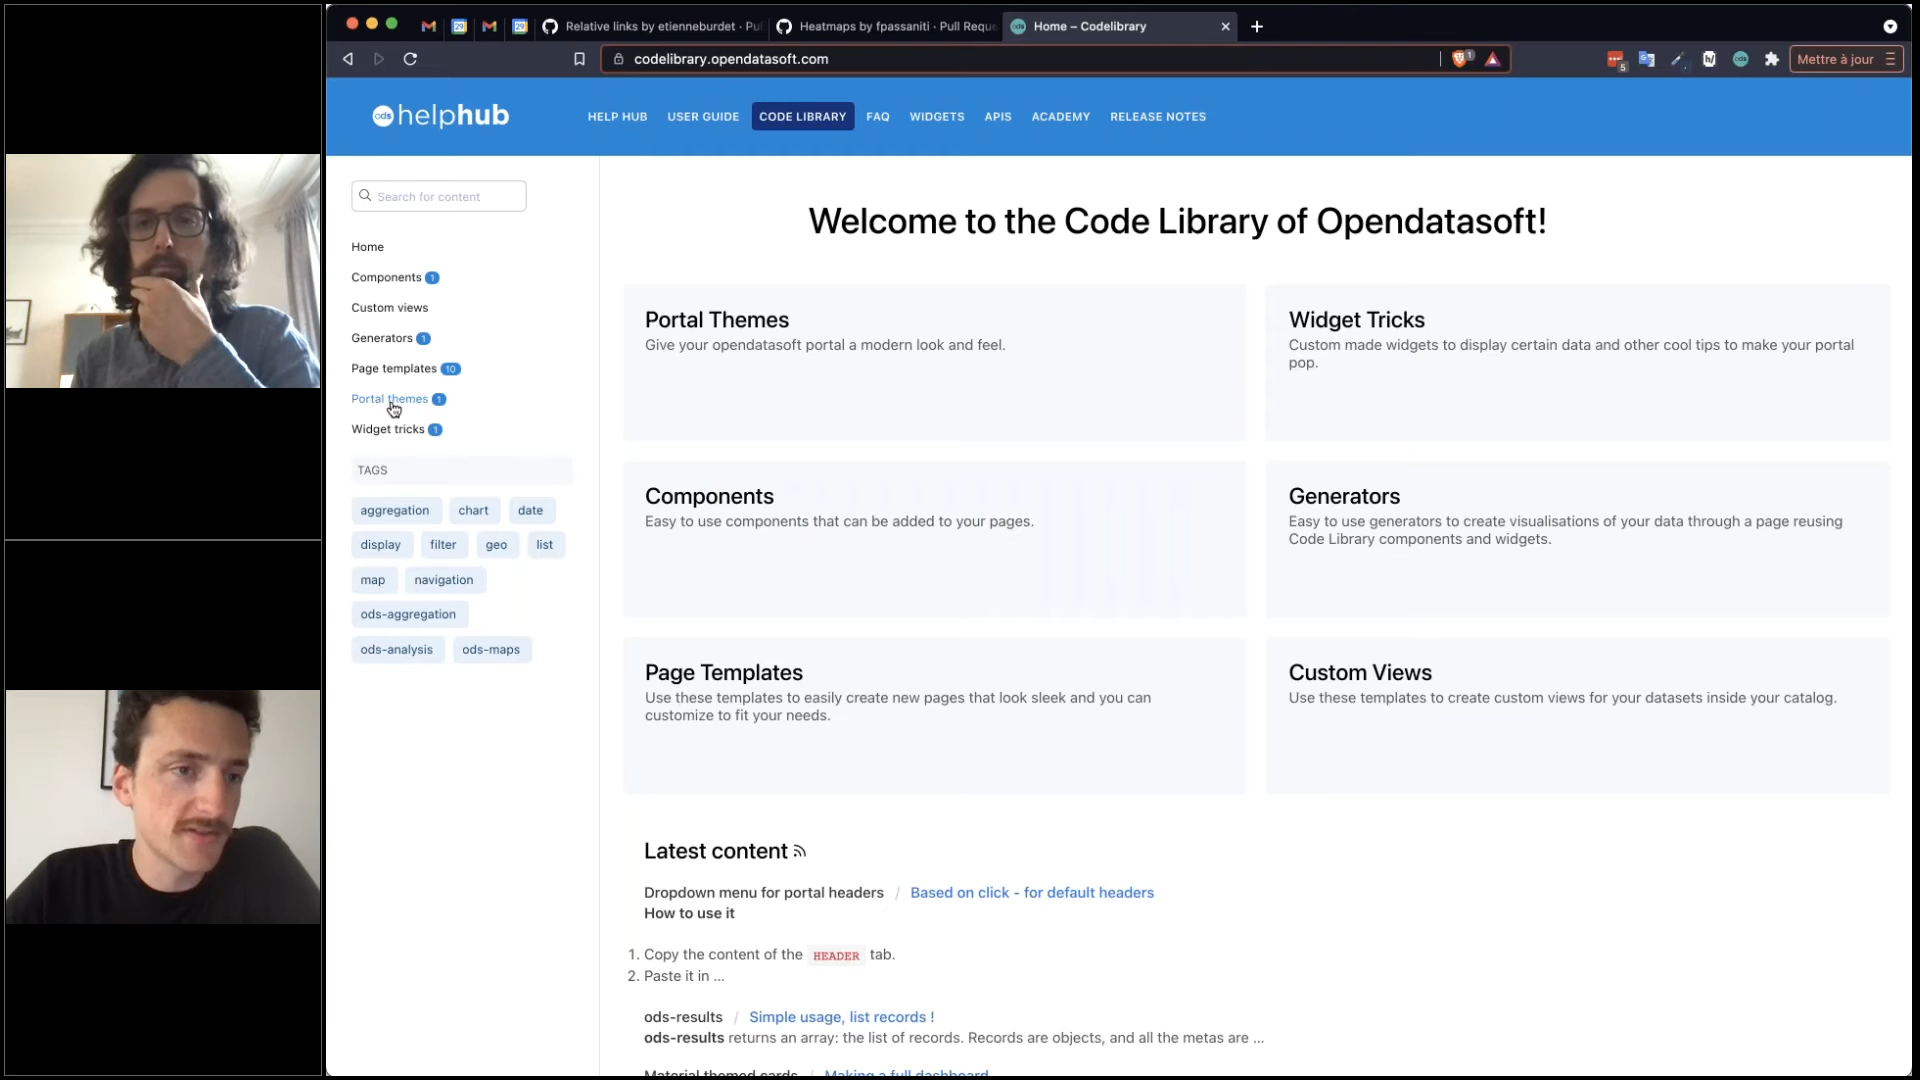 Relative links by etienneburdet · Pu
Heatmaps by fpassaniti · Pull Reque
Home – Codelibrary
codelibrary.opendatasoft.com
1
5
Mettre à jour
ods helphub
HELP HUB
USER GUIDE
CODE LIBRARY
FAQ
WIDGETS
APIS
ACADEMY
RELEASE NOTES
Search for content
Home
Components 1
Custom views
Generators 1
Page templates 10
Portal themes 1
Widget tricks 1
TAGS
aggregation chart date
display filter geo list
map navigation
ods-aggregation
ods-analysis ods-maps
Welcome to the Code Library of Opendatasoft!
Portal Themes
Give your opendatasoft portal a modern look and feel.
Widget Tricks
Custom made widgets to display certain data and other cool tips to make your portal
pop.
Components
Easy to use components that can be added to your pages.
Generators
Easy to use generators to create visualisations of your data through a page reusing
Code Library components and widgets.
Page Templates
Use these templates to easily create new pages that look sleek and you can
customize to fit your needs.
Custom Views
Use these templates to create custom views for your datasets inside your catalog.
Latest content
Dropdown menu for portal headers / Based on click - for default headers
How to use it
1. Copy the content of the HEADER tab.
2. Paste it in ...
ods-results / Simple usage, list records !
ods-results returns an array: the list of records. Records are objects, and all the metas are ...
Material themed cards / Making a full dashboard